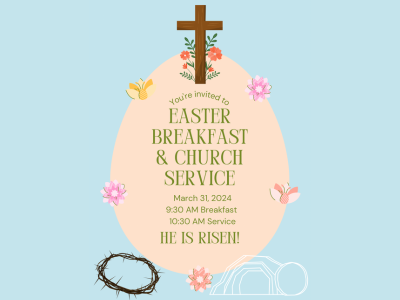 You're invited to
EASTER
BREAKFAST
& CHURCH
SERVICE
March 31, 2024
9:30 AM Breakfast
10:30 AM Service
HE IS RISEN!